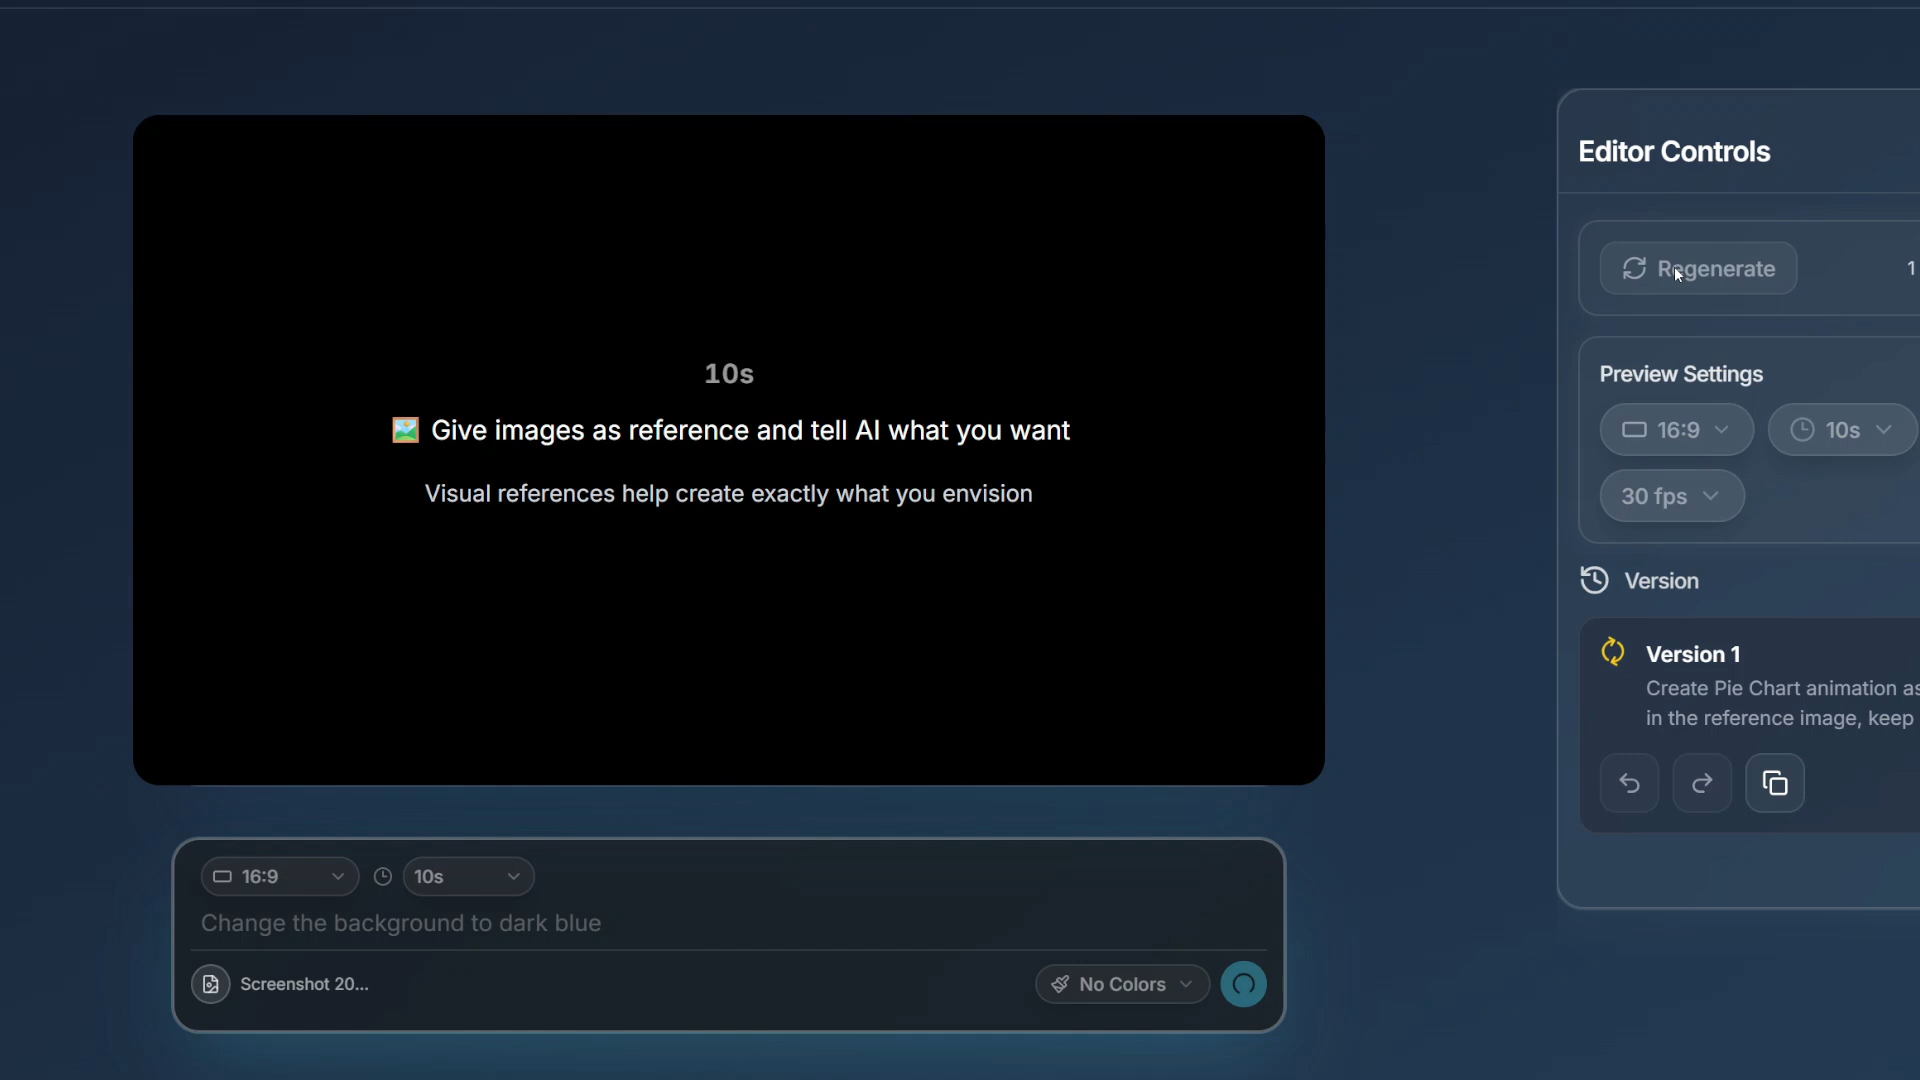 10s
Give images as reference and tell AI what you want
Visual references help create exactly what you envision
16:9
10s
Change the background to dark blue
Screenshot 20...
No Colors
Editor Controls
Regenerate
1
Preview Settings
16:9
10s
30 fps
Version
Version 1
Create Pie Chart animation as
in the reference image, keep